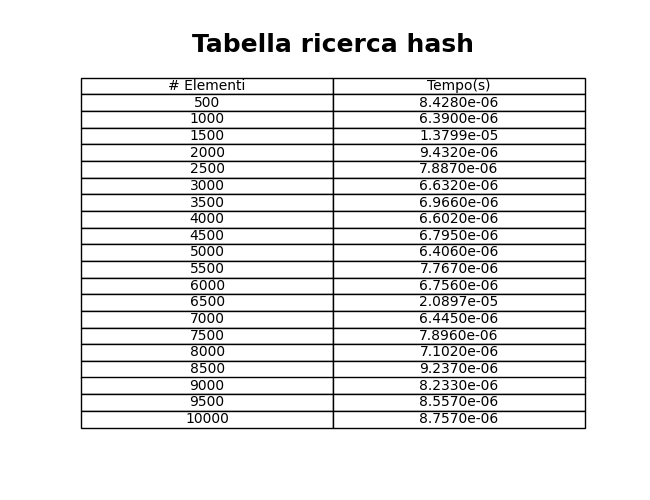 Tabella ricerca hash
# Elementi Tempo(s)
500 8.4280e-06
1000 6.3900e-06
1500 1.3799e-05
2000 9.4320e-06
2500 7.8870e-06
3000 6.6320e-06
3500 6.9660e-06
4000 6.6020e-06
4500 6.7950e-06
5000 6.4060e-06
5500 7.7670e-06
6000 6.7560e-06
6500 2.0897e-05
7000 6.4450e-06
7500 7.8960e-06
8000 7.1020e-06
8500 9.2370e-06
9000 8.2330e-06
9500 8.5570e-06
10000 8.7570e-06